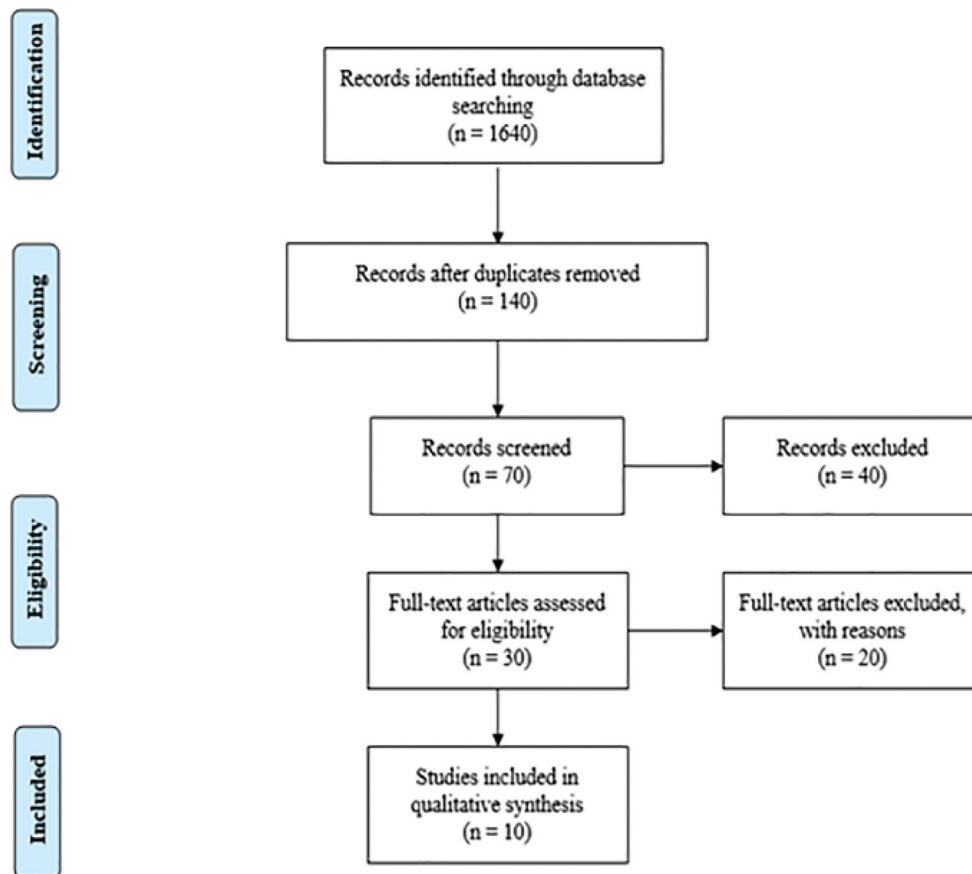 Identification
Records identified through database
searching
(n = 1640)
Screening
Records after duplicates removed
(n = 140)
Records screened
(n = 70)
Records excluded
(n = 40)
Eligibility
Full-text articles assessed
for eligibility
(n = 30)
Full-text articles excluded,
with reasons
(n = 20)
Included
Studies included in
qualitative synthesis
(n = 10)